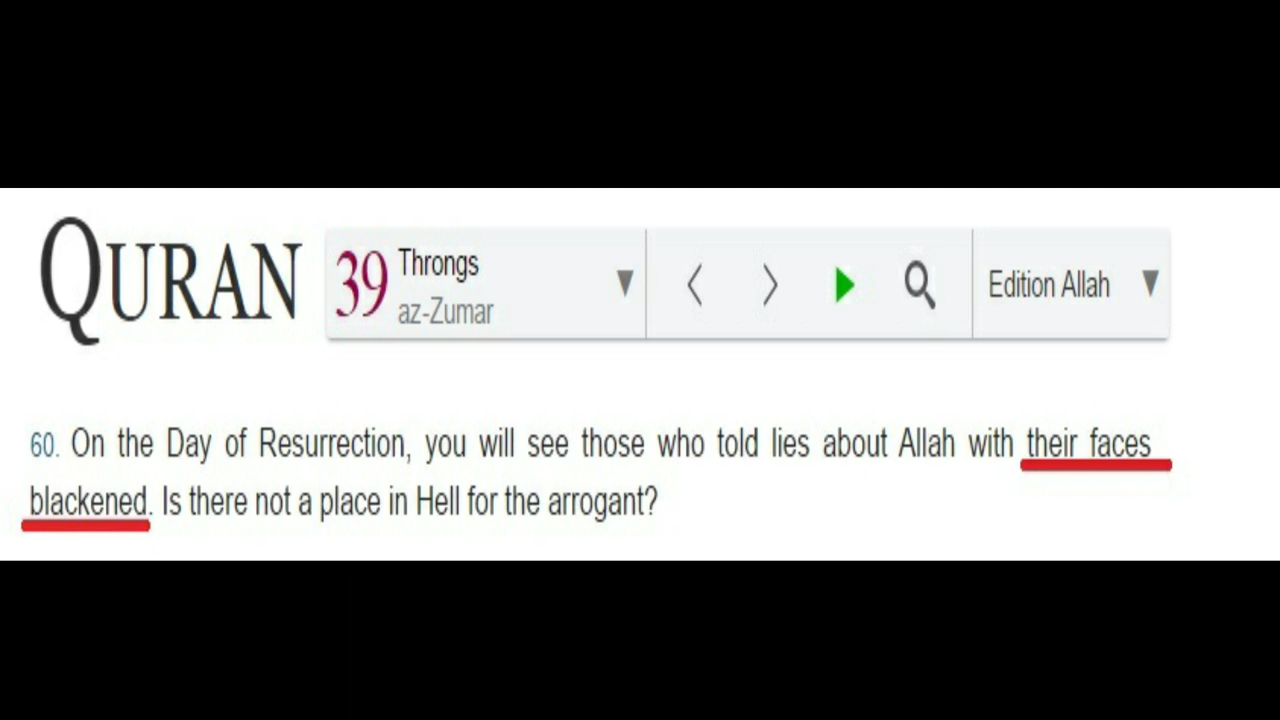 QURAN
39 Throngs
az-Zumar
Edition Allah
60. On the Day of Resurrection, you will see those who told lies about Allah with their faces
blackened. Is there not a place in Hell for the arrogant?